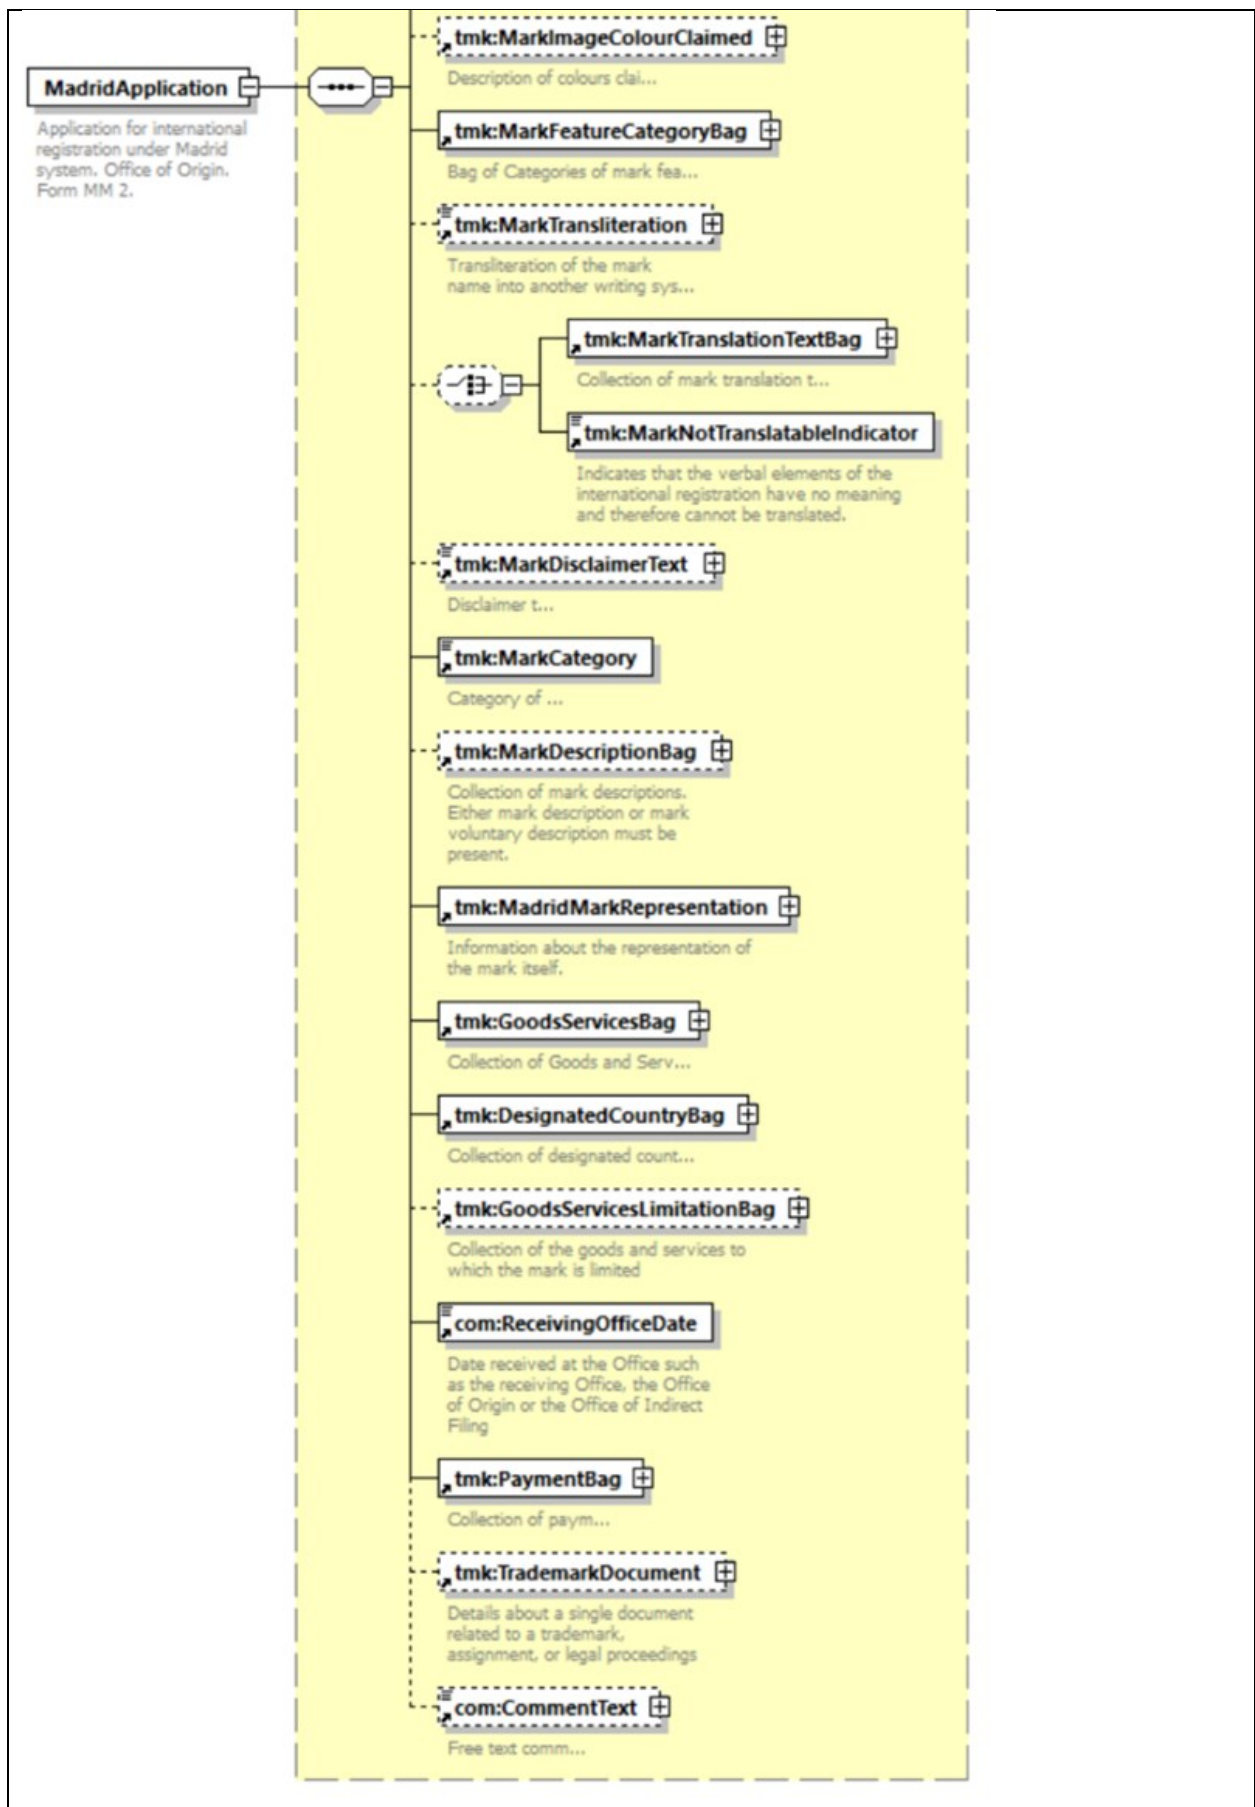 tmk:MarkImageColourClaimed
Description of colours clai...
MadridApplication
Application for international
registration under Madrid
system. Office of Origin.
Form MM 2.
tmk:MarkFeatureCategoryBag
Bag of Categories of mark fea...
tmk:MarkTransliteration
Transliteration of the mark
name into another writing sys...
tmk:MarkTranslationTextBag
Collection of mark translation t...
tmk:MarkNotTranslatableIndicator
Indicates that the verbal elements of the
international registration have no meaning
and therefore cannot be translated.
tmk:MarkDisclaimerText
Disclaimer t...
tmk:MarkCategory
Category of ...
tmk:MarkDescriptionBag
Collection of mark descriptions.
Either mark description or mark
voluntary description must be
present.
tmk:MadridMarkRepresentation
Information about the representation of
the mark itself.
tmk:GoodsServicesBag
Collection of Goods and Serv...
tmk:DesignatedCountryBag
Collection of designated count...
tmk:GoodsServicesLimitationBag
Collection of the goods and services to
which the mark is limited
com:ReceivingOfficeDate
Date received at the Office such
as the receiving Office, the Office
of Origin or the Office of Indirect
Filing
tmk:PaymentBag
Collection of paym...
tmk:TrademarkDocument
Details about a single document
related to a trademark,
assignment, or legal proceedings
com:CommentText
Free text comm...